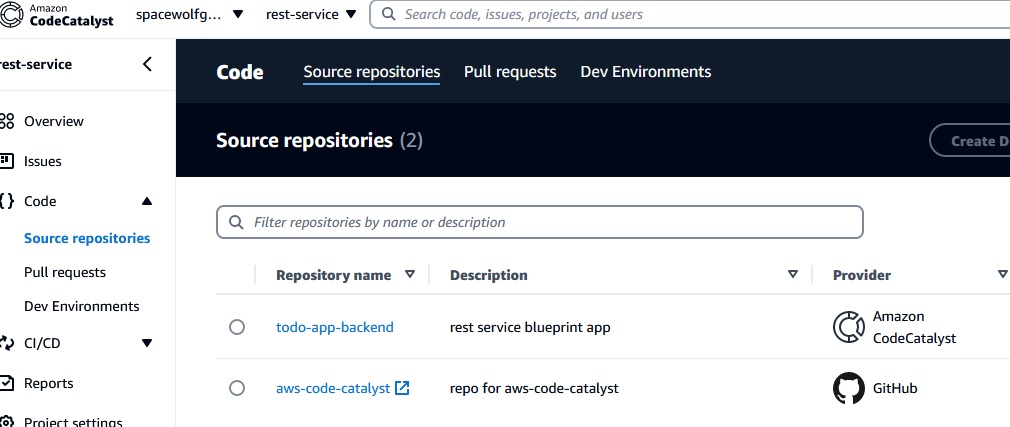 Amazon
CodeCatalyst
spacewolfg...
rest-service
Search code, issues, projects, and users
rest-service
Code
Source repositories
Pull requests
Dev Environments
Overview
Source repositories (2)
Create D
Issues
Code
Source repositories
Filter repositories by name or description
Pull requests
Repository name
Description
Provider
Dev Environments
todo-app-backend
rest service blueprint app
Amazon
CodeCatalyst
CI/CD
Reports
aws-code-catalyst
repo for aws-code-catalyst
GitHub
Project settings